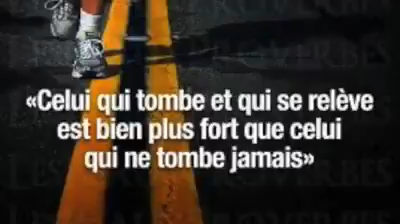 «Celui qui tombe et qui se relève
est bien plus fort que celui
qui ne tombe jamais»